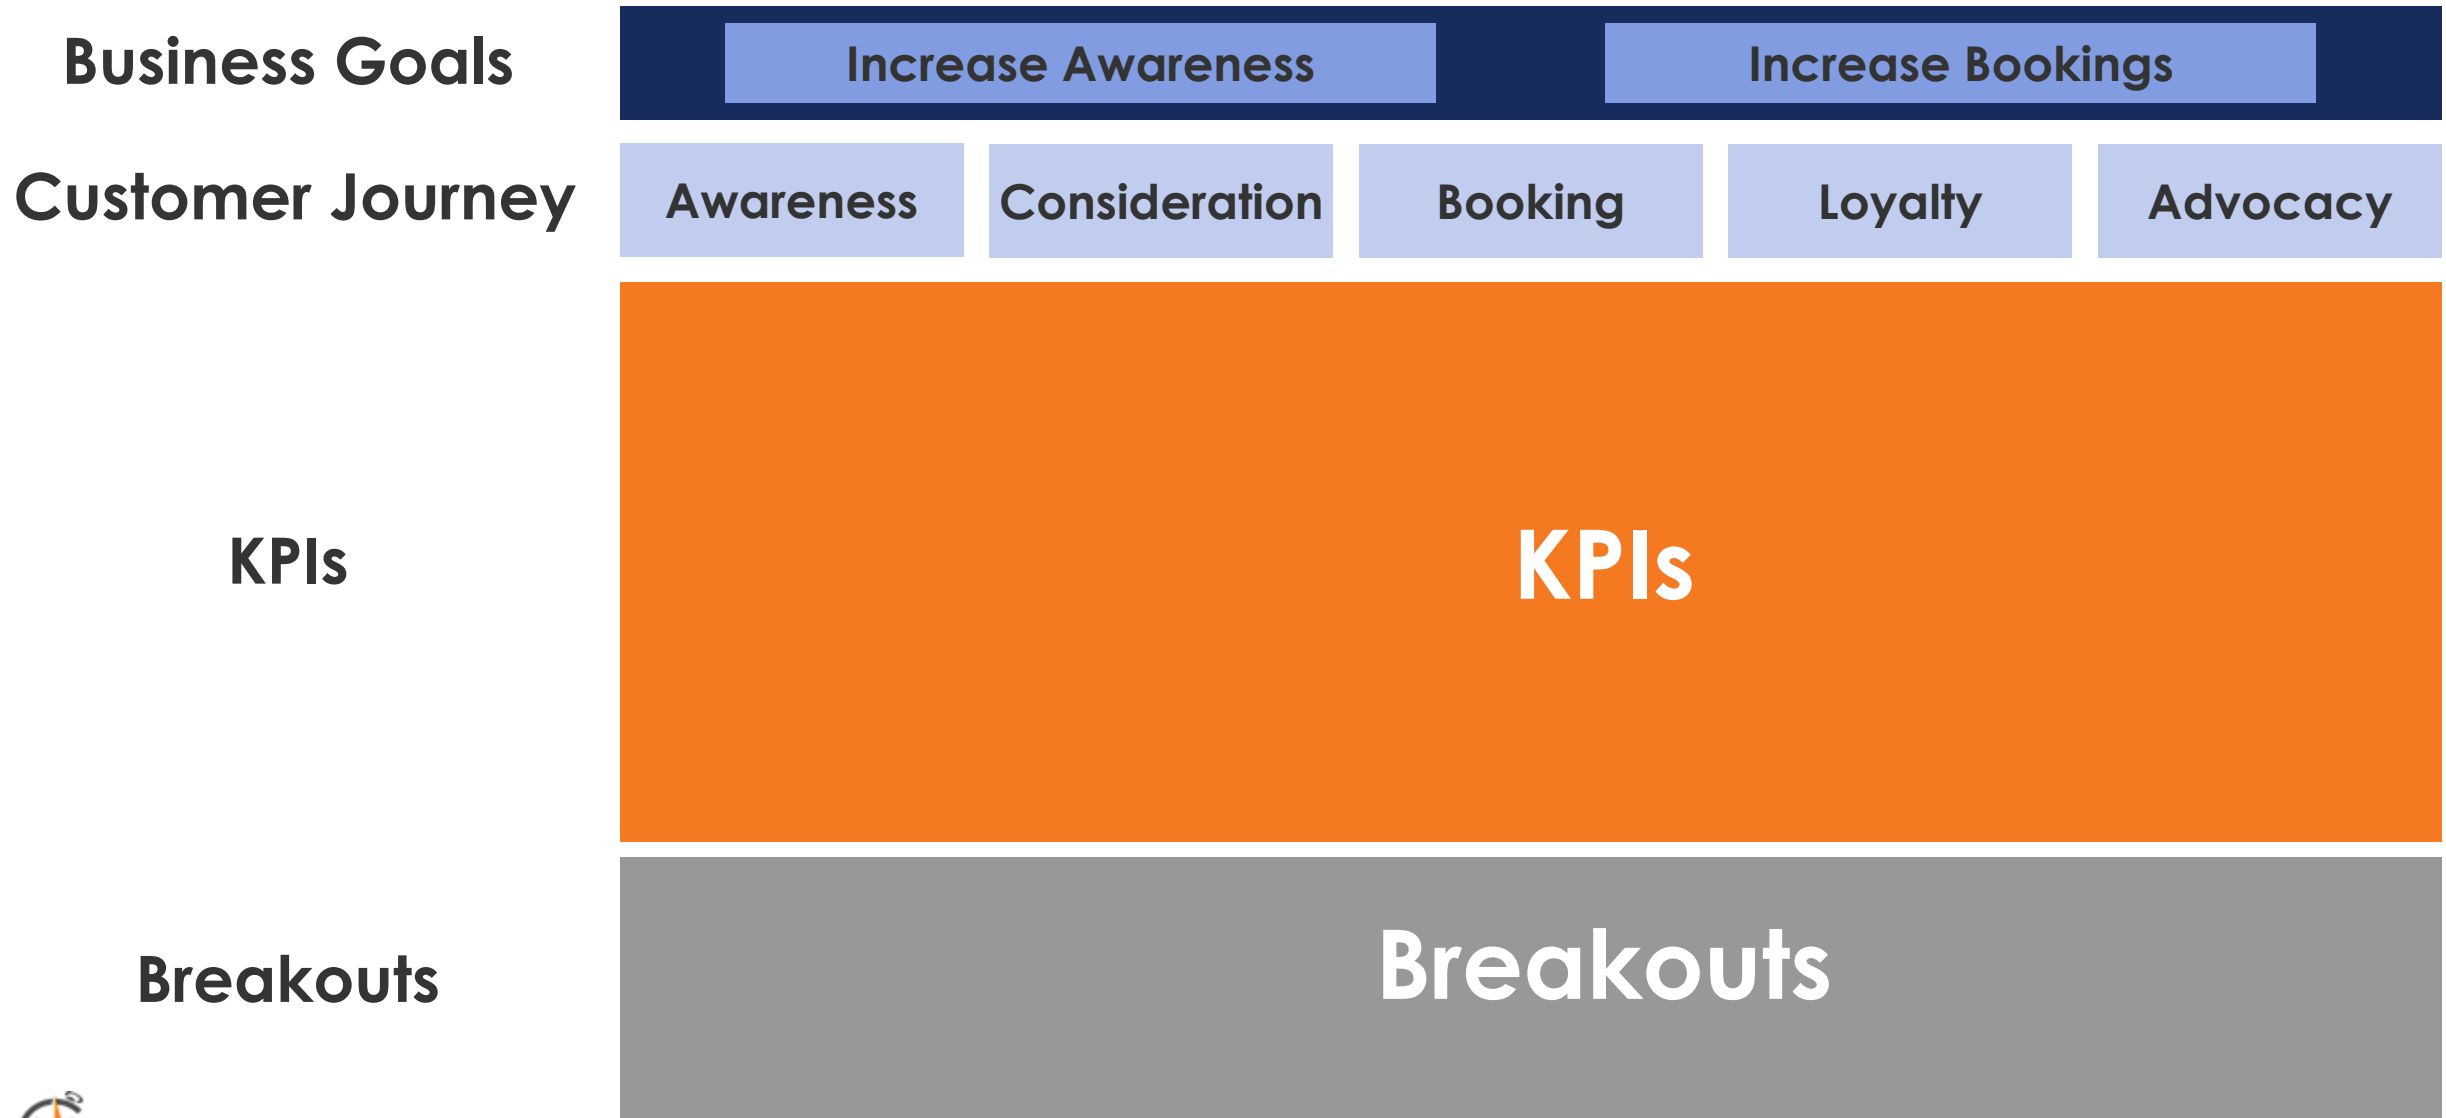 Business Goals
Increase Awareness
Increase Bookings
Customer Journey
Awareness
Consideration
Booking
Loyalty
Advocacy
KPIs
KPIs
Breakouts
Breakouts